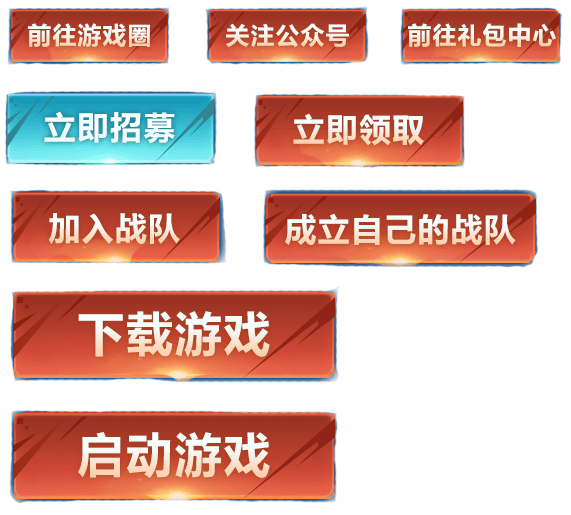 前往游戏圈
关注公众号
前往礼包中心
立即招募
立即领取
加入战队
成立自己的战队
下载游戏
启动游戏